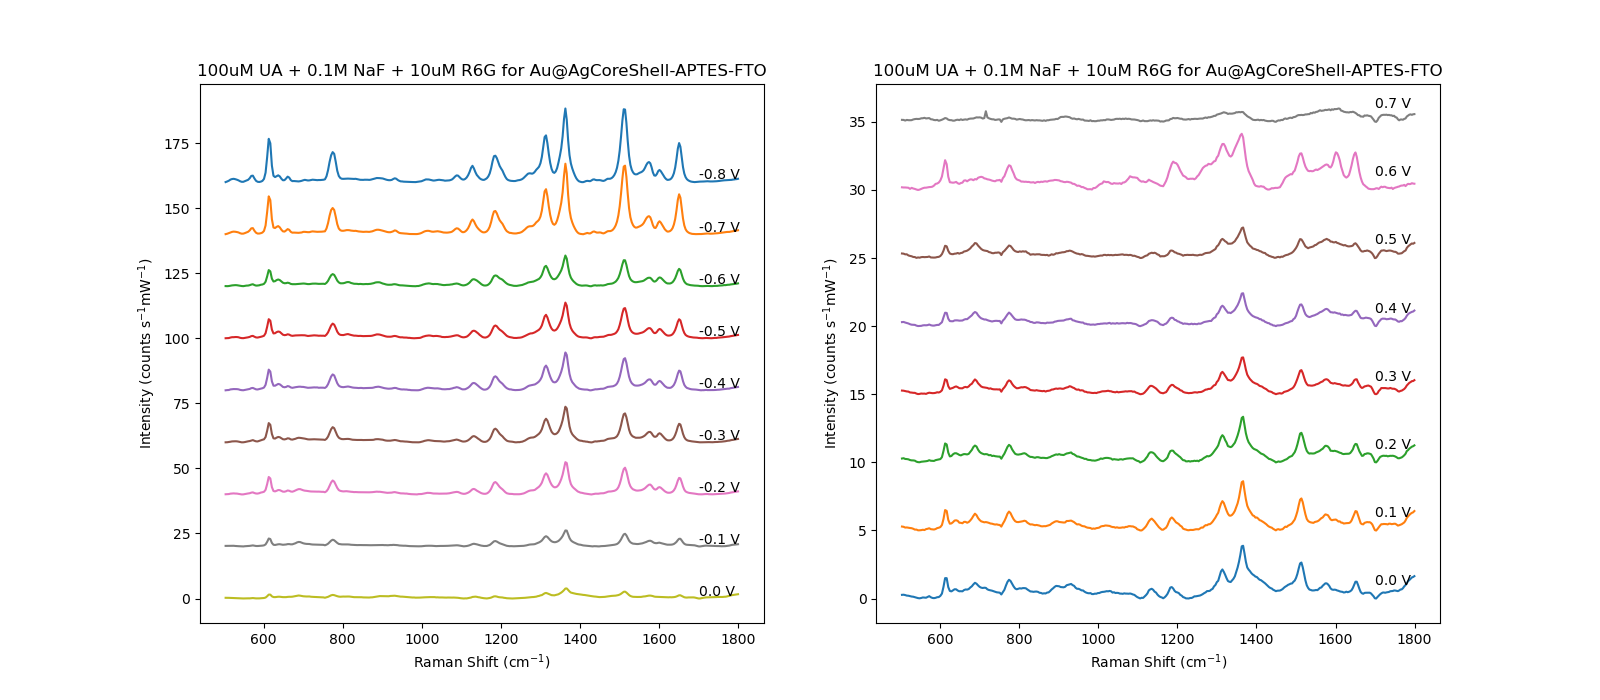 100uM UA + 0.1M NaF + 10uM R6G for Au@AgCoreShell-APTES-FTO
Intensity (counts s⁻¹mW⁻¹)
175
150
125
100
75
50
25
0
-0.8 V
-0.7 V
-0.6 V
-0.5 V
-0.4 V
-0.3 V
-0.2 V
-0.1 V
0.0 V
600 800 1000 1200 1400 1600 1800
Raman Shift (cm⁻¹)
100uM UA + 0.1M NaF + 10uM R6G for Au@AgCoreShell-APTES-FTO
Intensity (counts s⁻¹mW⁻¹)
35
30
25
20
15
10
5
0
0.7 V
0.6 V
0.5 V
0.4 V
0.3 V
0.2 V
0.1 V
0.0 V
600 800 1000 1200 1400 1600 1800
Raman Shift (cm⁻¹)